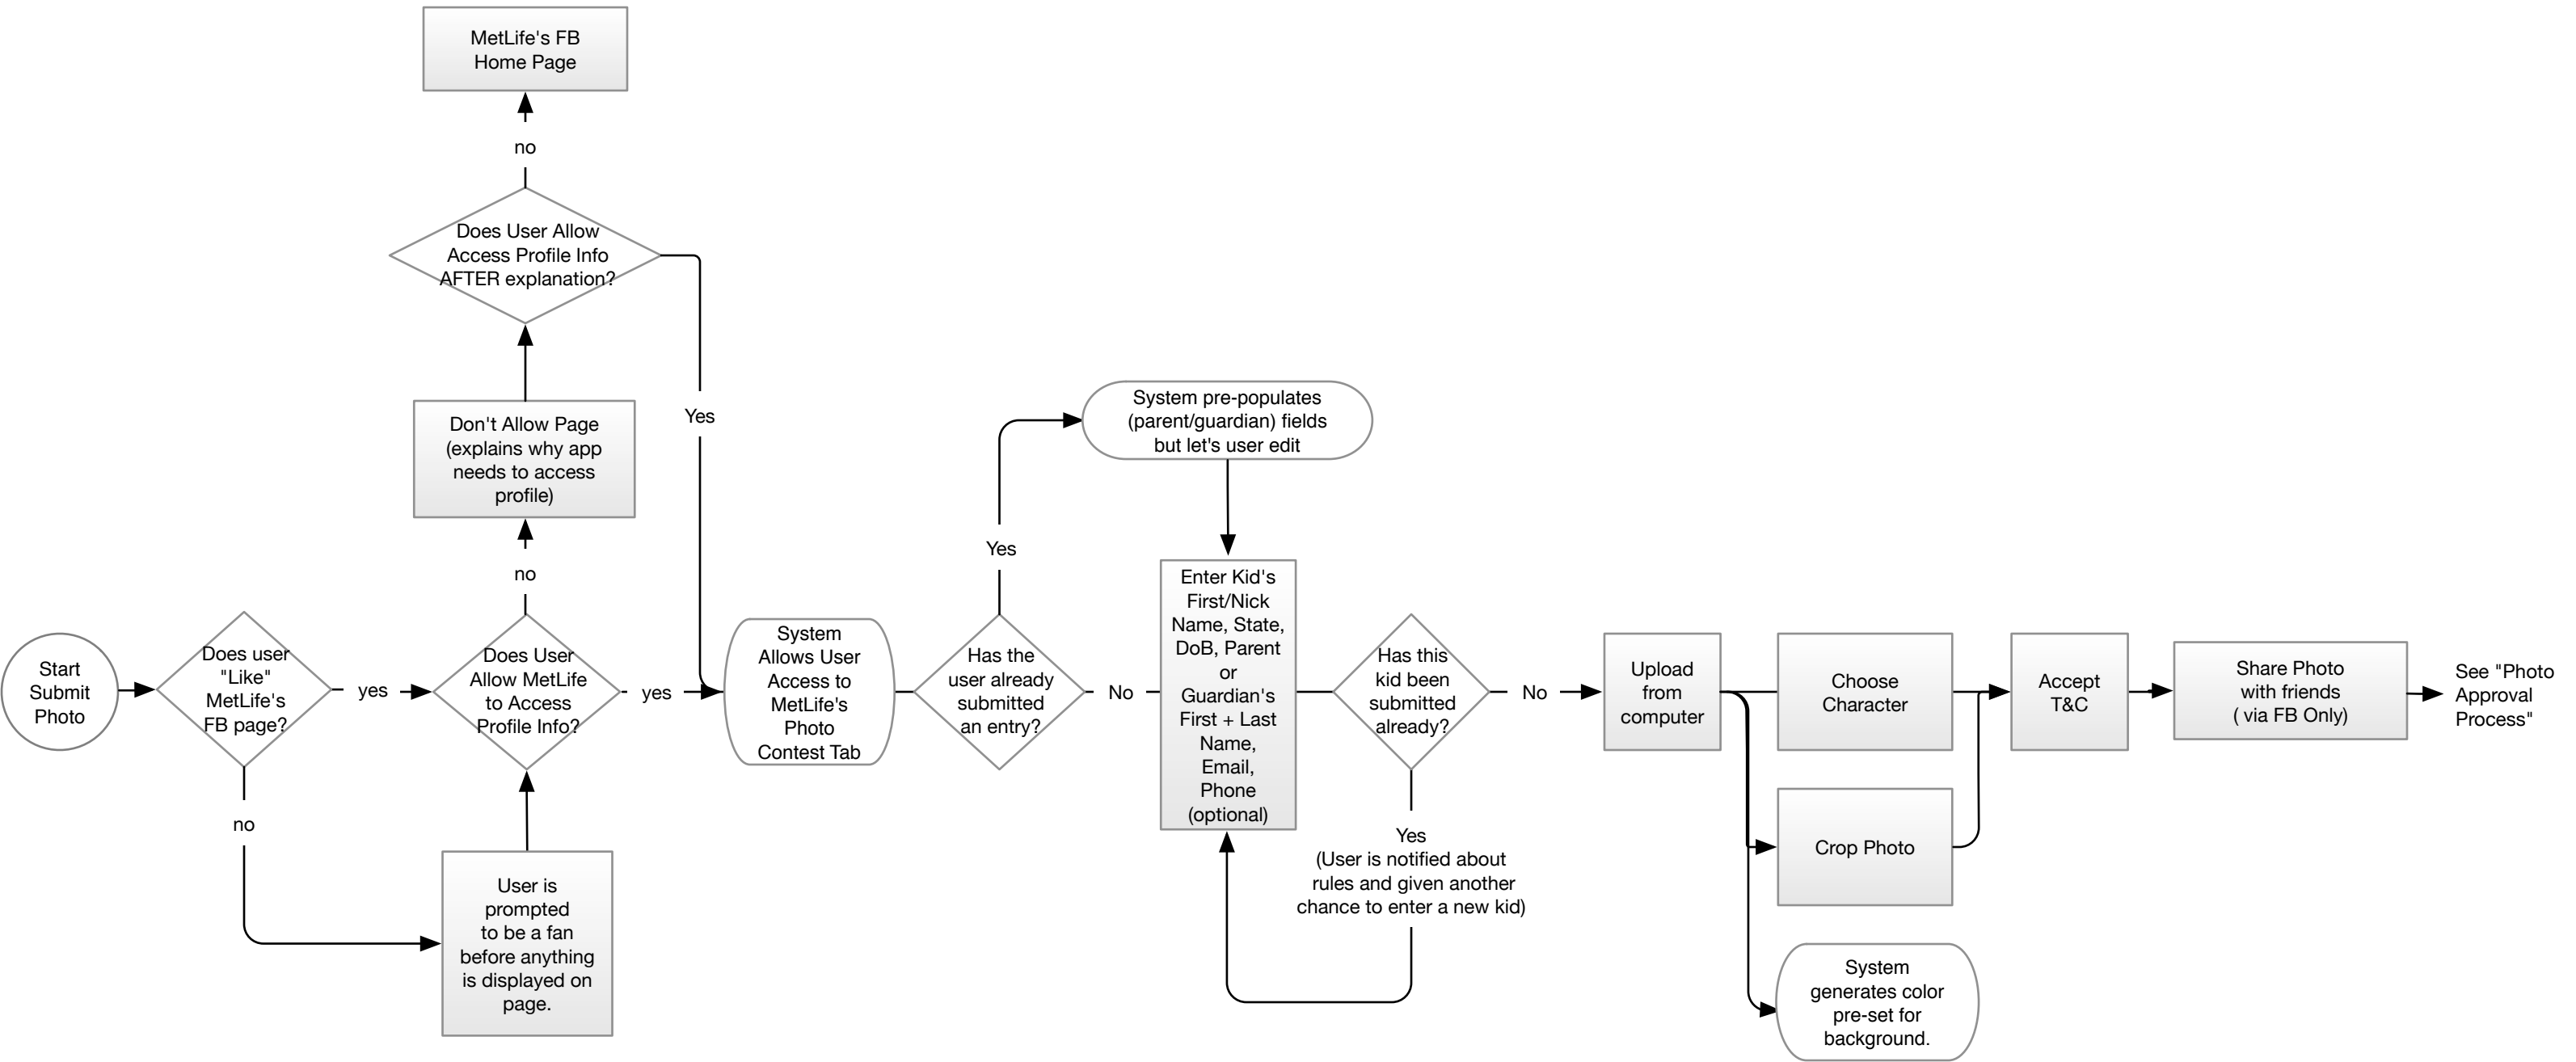 MetLife's FB
Home Page
no
Does User Allow
Access Profile Info
AFTER explanation?
Yes
Don't Allow Page
(explains why app
needs to access
profile)
no
Start
Submit
Photo
Does user
"Like"
MetLife's
FB page?
yes
no
User is
prompted
to be a fan
before anything
is displayed on
page.
Does User
Allow MetLife
to Access
Profile Info?
yes
System
Allows User
Access to
MetLife's
Photo
Contest Tab
Has the
user already
submitted
an entry?
Yes
System pre-populates
(parent/guardian) fields
but let's user edit
No
Enter Kid's
First/Nick
Name, State,
DoB, Parent
or
Guardian's
First + Last
Name,
Email,
Phone
(optional)
Has this
kid been
submitted
already?
Yes
(User is notified about
rules and given another
chance to enter a new kid)
No
Upload
from
computer
Choose
Character
Crop Photo
System
generates color
pre-set for
background.
Accept
T&C
Share Photo
with friends
( via FB Only)
See "Photo
Approval
Process"